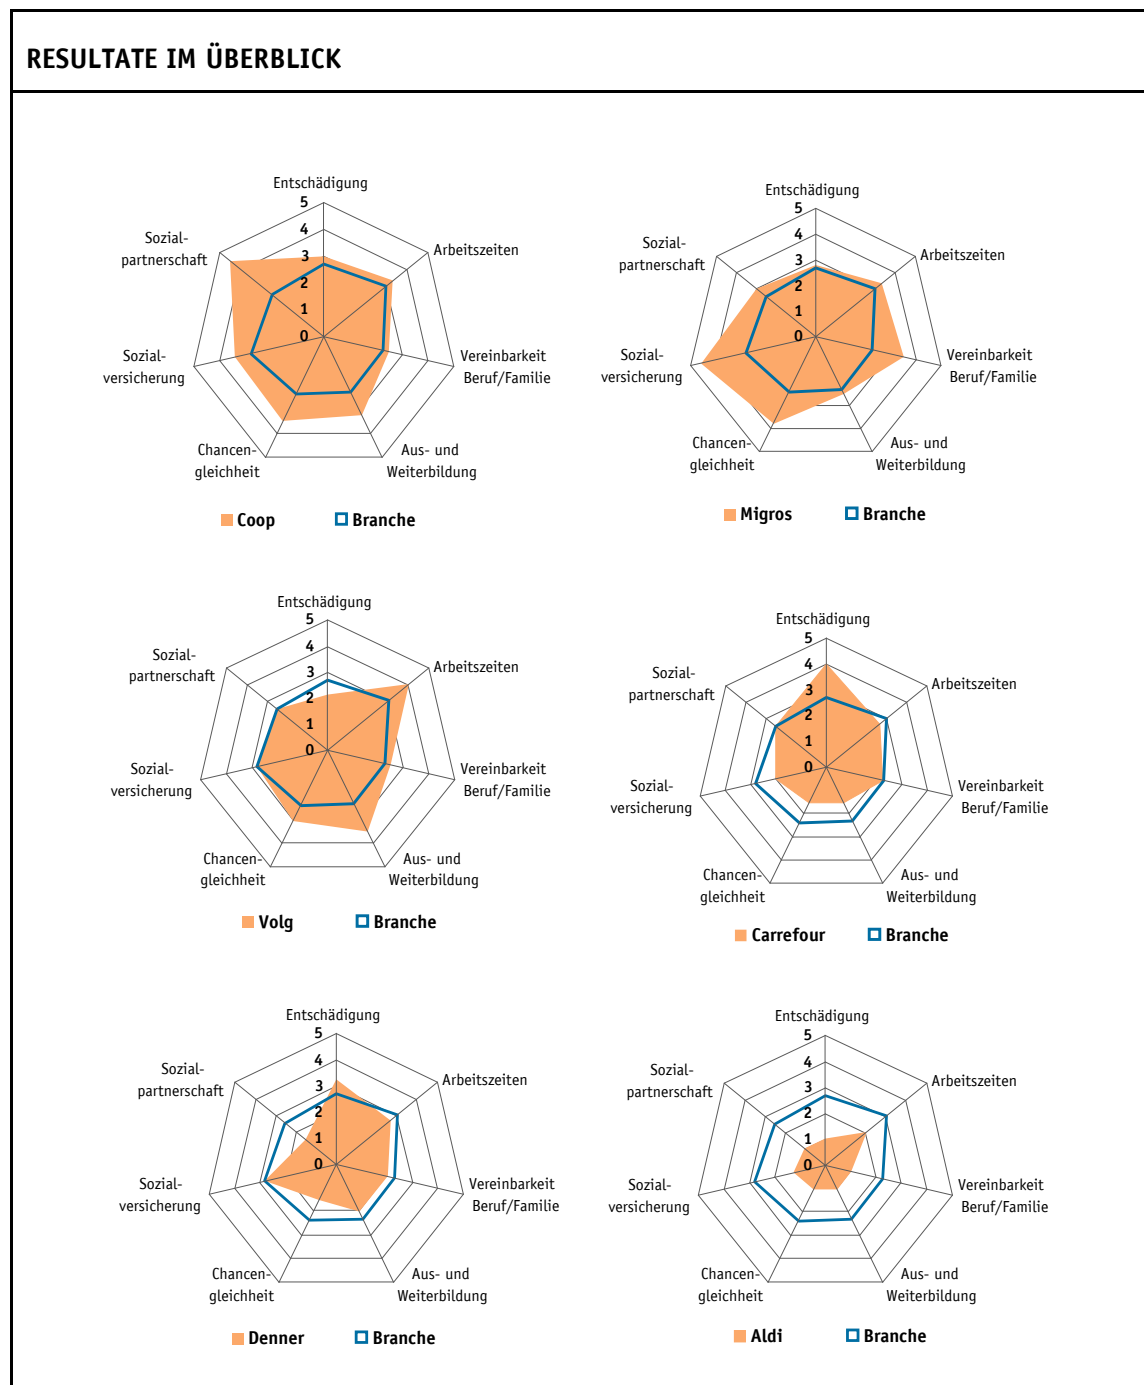 RESULTATE IM ÜBERBLICK
Entschädigung
5
4
3
2
1
0
Arbeitszeiten
Vereinbarkeit
Beruf/Familie
Aus- und
Weiterbildung
Chancen-
gleichheit
Sozial-
versicherung
Sozial-
partnerschaft
Coop
Branche
Entschädigung
5
4
3
2
1
0
Arbeitszeiten
Vereinbarkeit
Beruf/Familie
Aus- und
Weiterbildung
Chancen-
gleichheit
Sozial-
versicherung
Sozial-
partnerschaft
Migros
Branche
Entschädigung
5
4
3
2
1
0
Arbeitszeiten
Vereinbarkeit
Beruf/Familie
Aus- und
Weiterbildung
Chancen-
gleichheit
Sozial-
versicherung
Sozial-
partnerschaft
Volg
Branche
Entschädigung
5
4
3
2
1
0
Arbeitszeiten
Vereinbarkeit
Beruf/Familie
Aus- und
Weiterbildung
Chancen-
gleichheit
Sozial-
versicherung
Sozial-
partnerschaft
Carrefour
Branche
Entschädigung
5
4
3
2
1
0
Arbeitszeiten
Vereinbarkeit
Beruf/Familie
Aus- und
Weiterbildung
Chancen-
gleichheit
Sozial-
versicherung
Sozial-
partnerschaft
Denner
Branche
Entschädigung
5
4
3
2
1
0
Arbeitszeiten
Vereinbarkeit
Beruf/Familie
Aus- und
Weiterbildung
Chancen-
gleichheit
Sozial-
versicherung
Sozial-
partnerschaft
Aldi
Branche